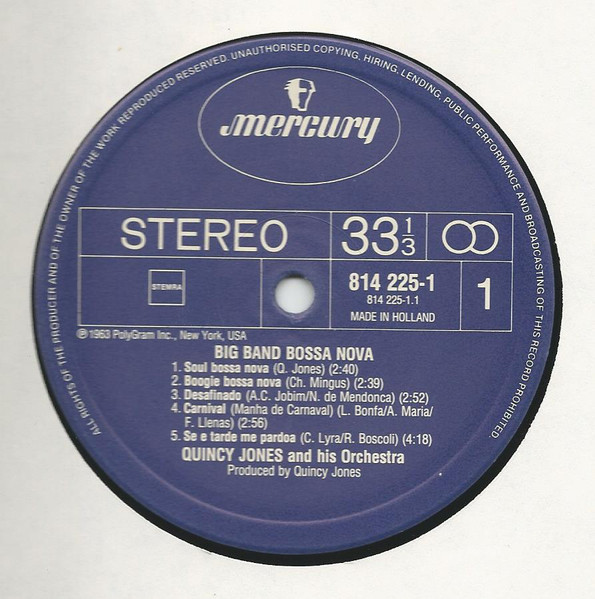 ALL RIGHTS OF THE PRODUCER AND OF THE OWNER OF THE WORK REPRODUCED RESERVED. UNAUTHORISED COPYING, HIRING, LENDING, PUBLIC PERFORMANCE AND BROADCASTING OF THIS RECORD PROHIBITED.
mercury
STEREO
33 1/3
STEMRA
814 225-1
814 225-1.1
MADE IN HOLLAND
1
℗1963 PolyGram Inc., New York, USA
BIG BAND BOSSA NOVA
1. Soul bossa nova (Q. Jones) (2:40)
2. Boogie bossa nova (Ch. Mingus) (2:39)
3. Desafinado (A.C. Jobim/N. de Mendonca) (2:52)
4. Carnival (Manha de Carnaval) (L. Bonfa/A. Maria/
F. Llenas) (2:56)
5. Se e tarde me pardoa (C. Lyra/R. Boscoli) (4:18)
QUINCY JONES and his Orchestra
Produced by Quincy Jones